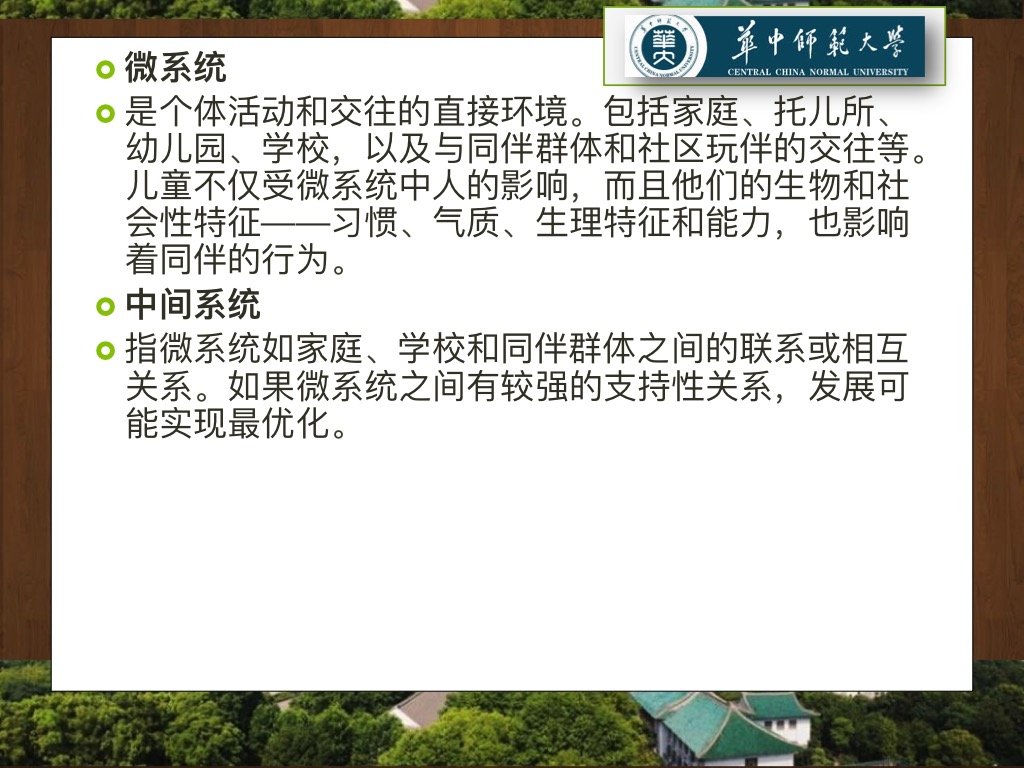 華中師範大學
CENTRAL CHINA NORMAL UNIVERSITY
微系统
是个体活动和交往的直接环境。包括家庭、托儿所、
幼儿园、学校，以及与同伴群体和社区玩伴的交往等。
儿童不仅受微系统中人的影响，而且他们的生物和社
会性特征——习惯、气质、生理特征和能力，也影响
着同伴的行为。
中间系统
指微系统如家庭、学校和同伴群体之间的联系或相互
关系。如果微系统之间有较强的支持性关系，发展可
能实现最优化。